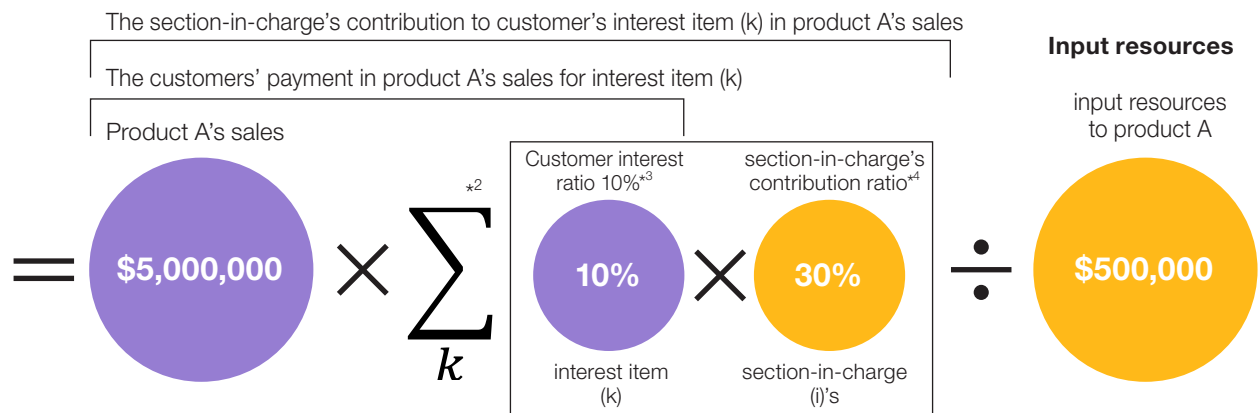 The section-in-charge’s contribution to customer’s interest item (k) in product A’s sales
Input resources
The customers’ payment in product A’s sales for interest item (k)
input resources
to product A
Product A’s sales
Customer interest
ratio 10%*3
section-in-charge’s
contribution ratio*4
*2
= $5,000,000 × ∑ 10% × 30% ÷ $500,000
k
interest item
(k)
section-in-charge
(i)’s